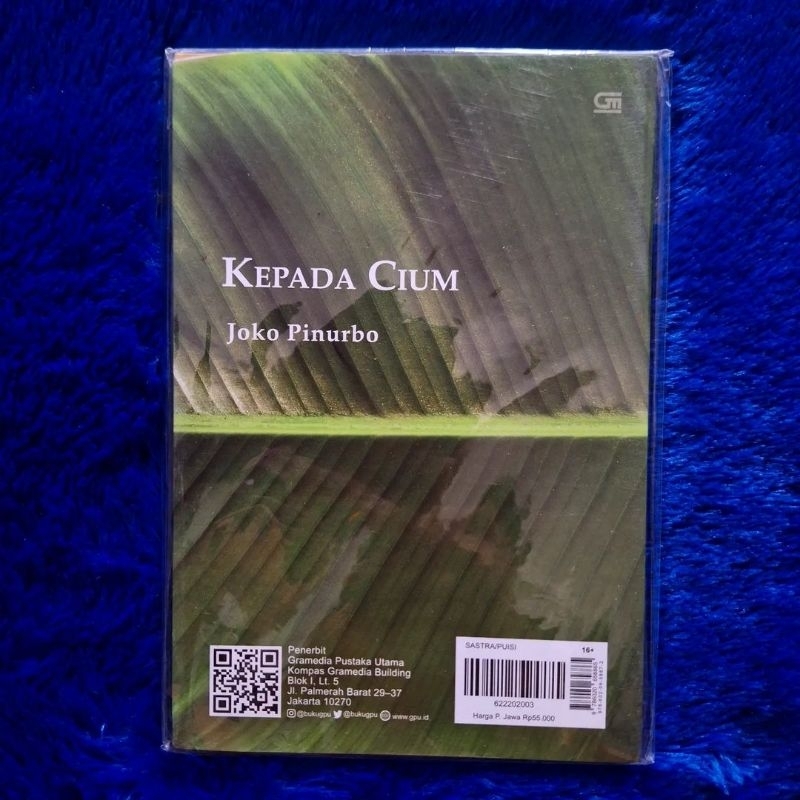 GM
KEPADA CIUM
Joko Pinurbo
Penerbit
Gramedia Pustaka Utama
Kompas Gramedia Building
Blok I, Lt. 5
Jl. Palmerah Barat 29–37
Jakarta 10270
@bukugpu @bukugpu www.gpu.id
SASTRA/PUISI 16+
622202003
Harga P. Jawa Rp55.000